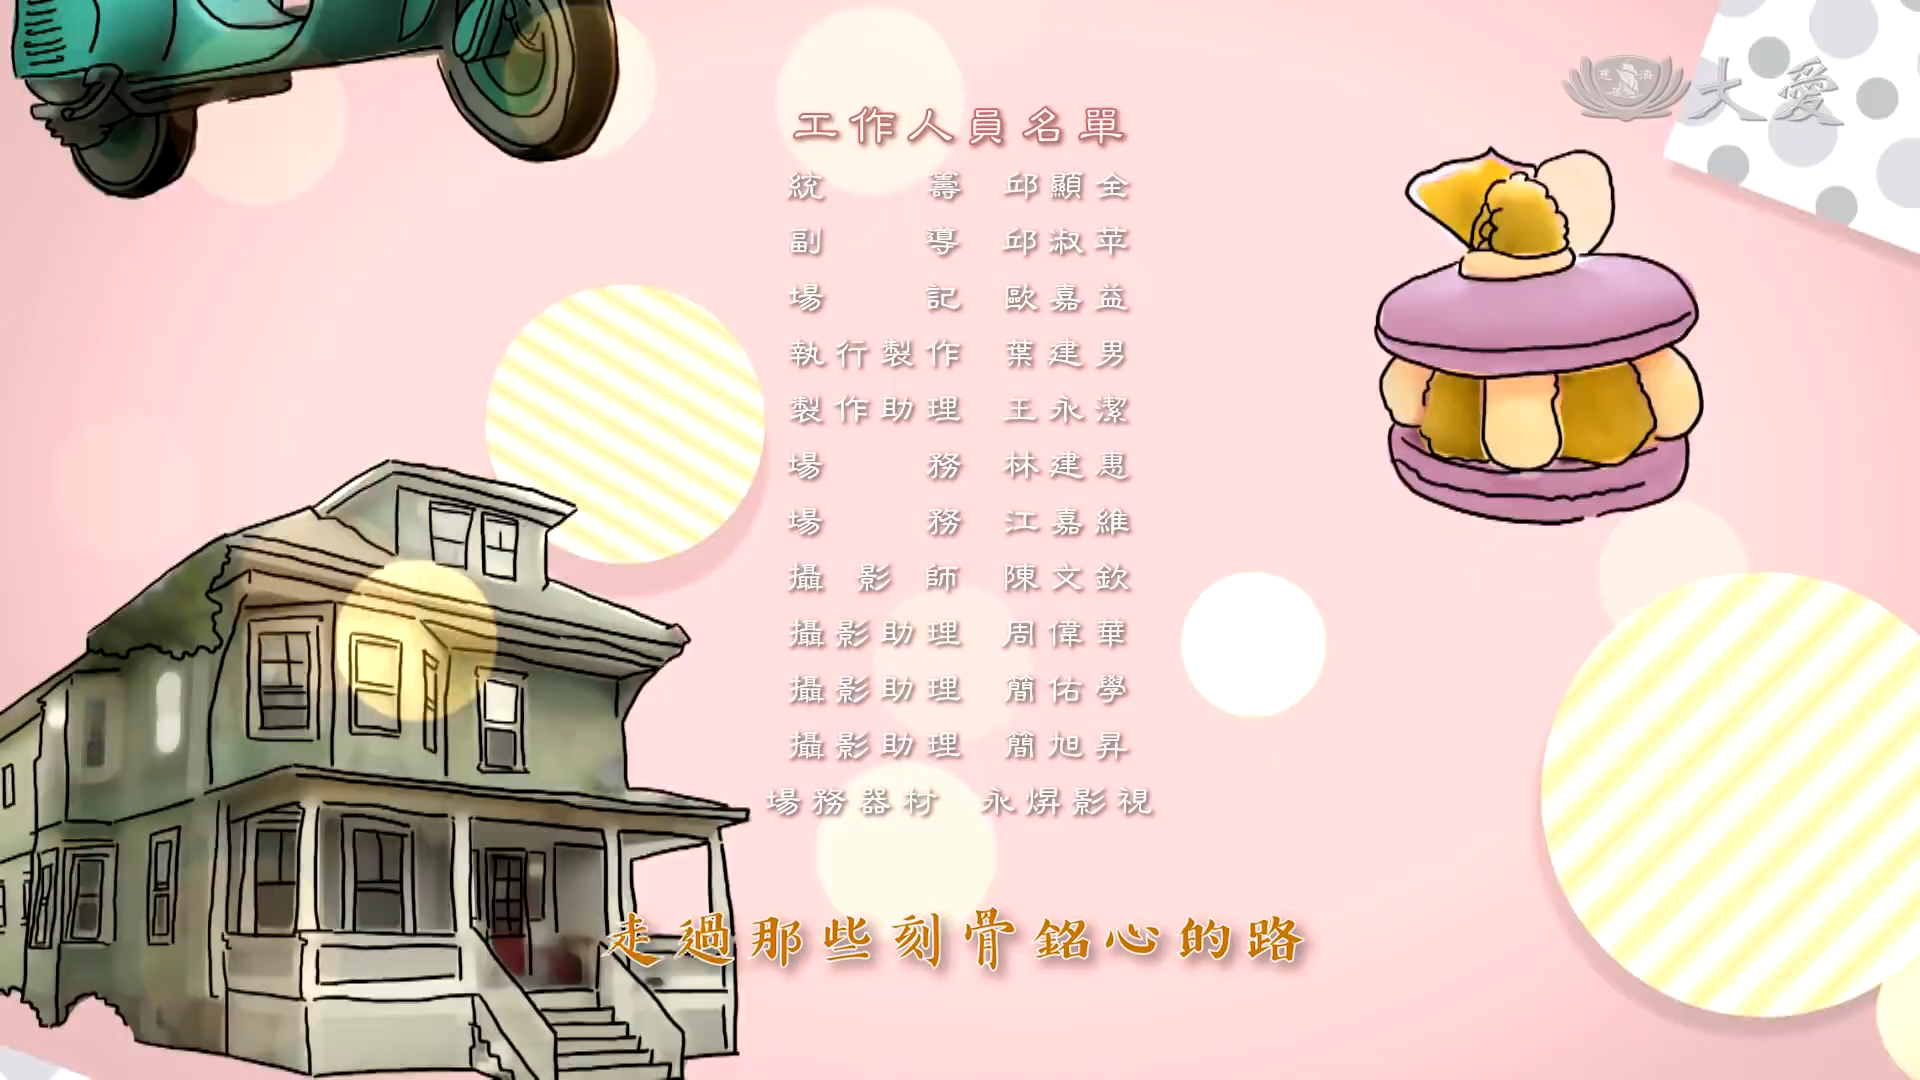 大愛
慈濟
工作人員名單
統籌 邱顯全
副導 邱淑苹
場記 歐嘉益
執行製作 葉建男
製作助理 王永潔
場務 林建惠
場務 江嘉維
攝影師 陳文欽
攝影助理 周偉華
攝影助理 簡佑學
攝影助理 簡旭昇
場務器材 永焺影視
走過那些刻骨銘心的路